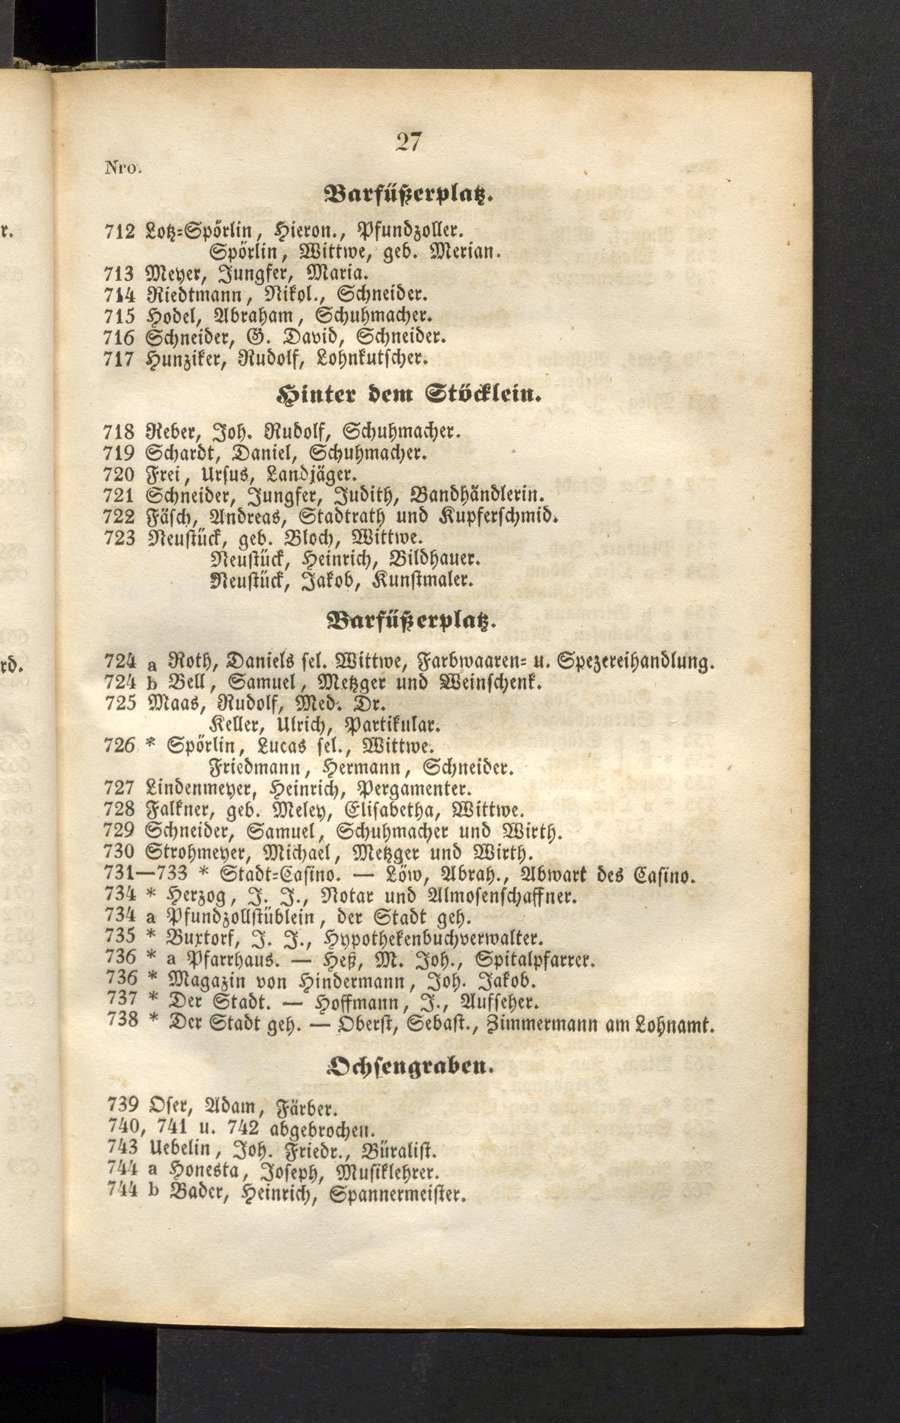 27
Nro.
Barfüßerplatz.
712 Lotz-Spörlin, Hieron., Pfundzoller.
Spörlin, Wittwe, geb. Merian.
713 Meyer, Jungfer, Maria.
714 Riedtmann, Nikol., Schneider.
715 Hodel, Abraham, Schuhmacher.
716 Schneider, G. David, Schneider.
717 Hunziker, Rudolf, Lohnkutscher.
Hinter dem Stöcklein.
718 Reber, Joh. Rudolf, Schuhmacher.
719 Schardt, Daniel, Schuhmacher.
720 Frei, Ursus, Landjäger.
721 Schneider, Jungfer, Judith, Bandhändlerin.
722 Fäsch, Andreas, Stadtrath und Kupferschmid.
723 Neustück, geb. Bloch, Wittwe.
Neustück, Heinrich, Bildhauer.
Neustück, Jakob, Kunstmaler.
Barfüßerplatz.
724 a Roth, Daniels sel. Wittwe, Farbwaaren- u. Spezereihandlung.
724 b Bell, Samuel, Metzger und Weinschenk.
725 Maas, Rudolf, Med. Dr.
Keller, Ulrich, Partikular.
726 * Spörlin, Lucas sel., Wittwe.
Friedmann, Hermann, Schneider.
727 Lindenmeyer, Heinrich, Pergamenter.
728 Falkner, geb. Meley, Elisabetha, Wittwe.
729 Schneider, Samuel, Schuhmacher und Wirth.
730 Strohmeyer, Michael, Metzger und Wirth.
731—733 * Stadt-Casino. — Löw, Abrah., Abwart des Casino.
734 * Herzog, J. J., Notar und Almosenschaffner.
734 a Pfundzollstüblein, der Stadt geh.
735 * Buxtorf, J. J., Hypothekenbuchverwalter.
736 * a Pfarrhaus. — Heß, M. Joh., Spitalpfarrer.
736 * Magazin von Hindermann, Joh. Jakob.
737 * Der Stadt. — Hoffmann, J., Aufseher.
738 * Der Stadt geh. — Oberst, Sebast., Zimmermann am Lohnamt.
Ochsengraben.
739 Oser, Adam, Färber.
740, 741 u. 742 abgebrochen.
743 Uebelin, Joh. Friedr., Büralist.
744 a Honesta, Joseph, Musiklehrer.
744 b Bader, Heinrich, Spannermeister.